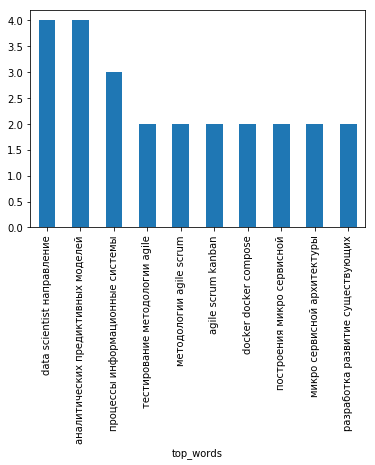 4.0
3.5
3.0
2.5
2.0
1.5
1.0
0.5
0.0
data scientist направление
аналитических предиктивных моделей
процессы информационные системы
тестирование методологии agile
методологии agile scrum
agile scrum kanban
docker docker compose
построения микро сервисной
микро сервисной архитектуры
разработка развитие существующих
top_words